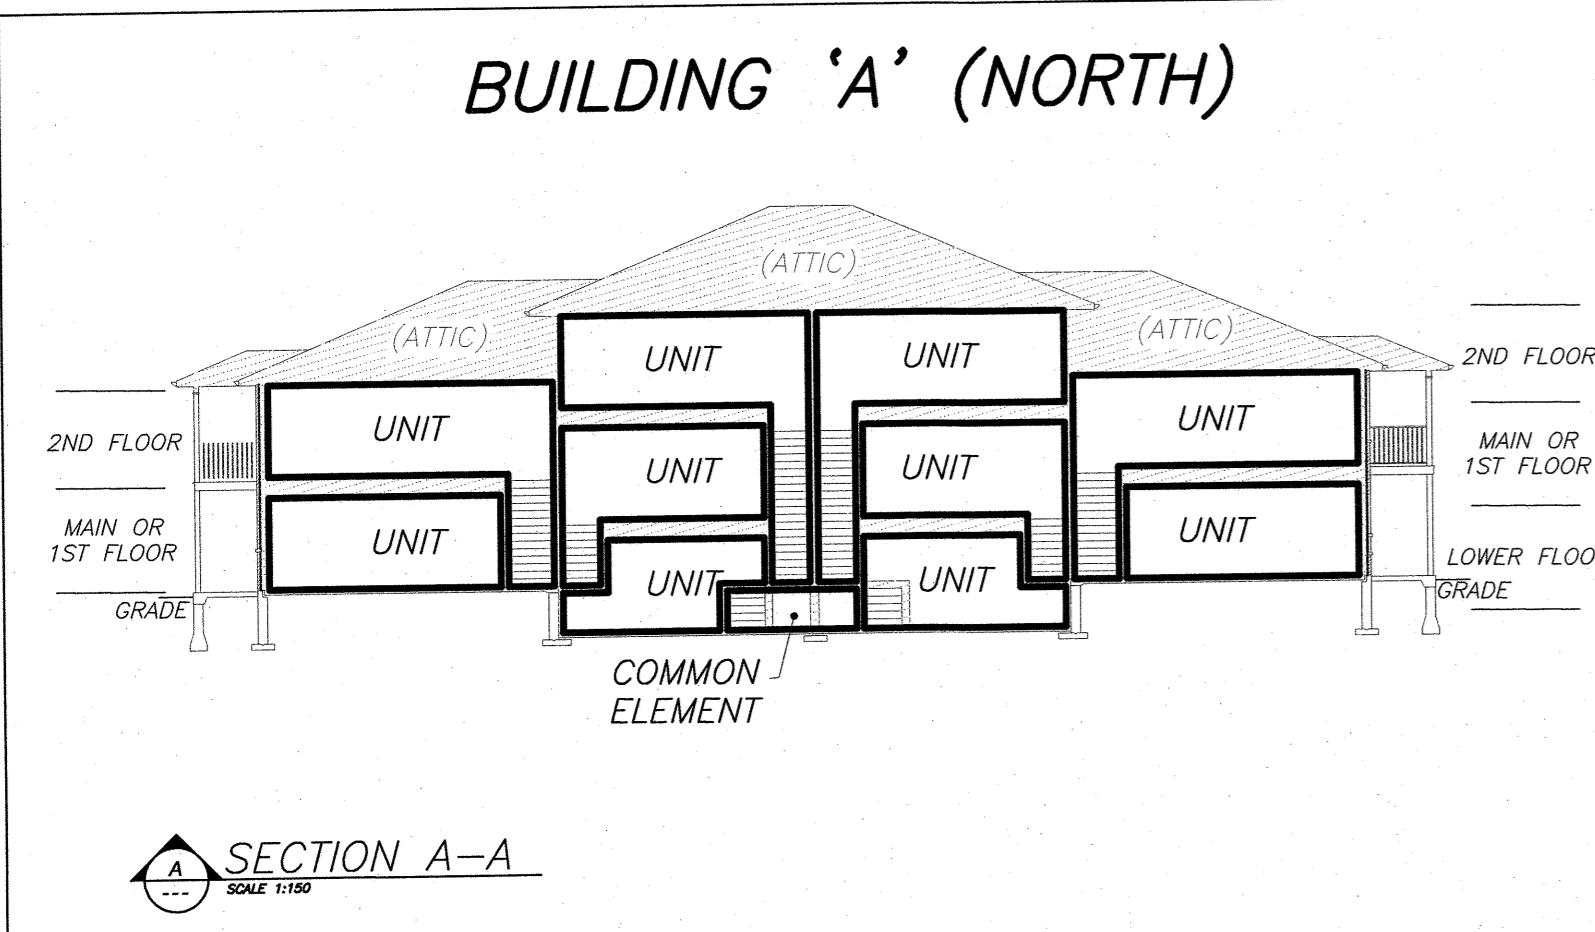 BUILDING 'A' (NORTH)
(ATTIC)
(ATTIC)
(ATTIC)
UNIT
UNIT
2ND FLOOR
UNIT
UNIT
2ND FLOOR
UNIT
UNIT
MAIN OR
1ST FLOOR
MAIN OR
1ST FLOOR
UNIT
UNIT
UNIT
UNIT
LOWER FLOO
GRADE
GRADE
COMMON
ELEMENT
A
---
SECTION A-A
SCALE 1:150